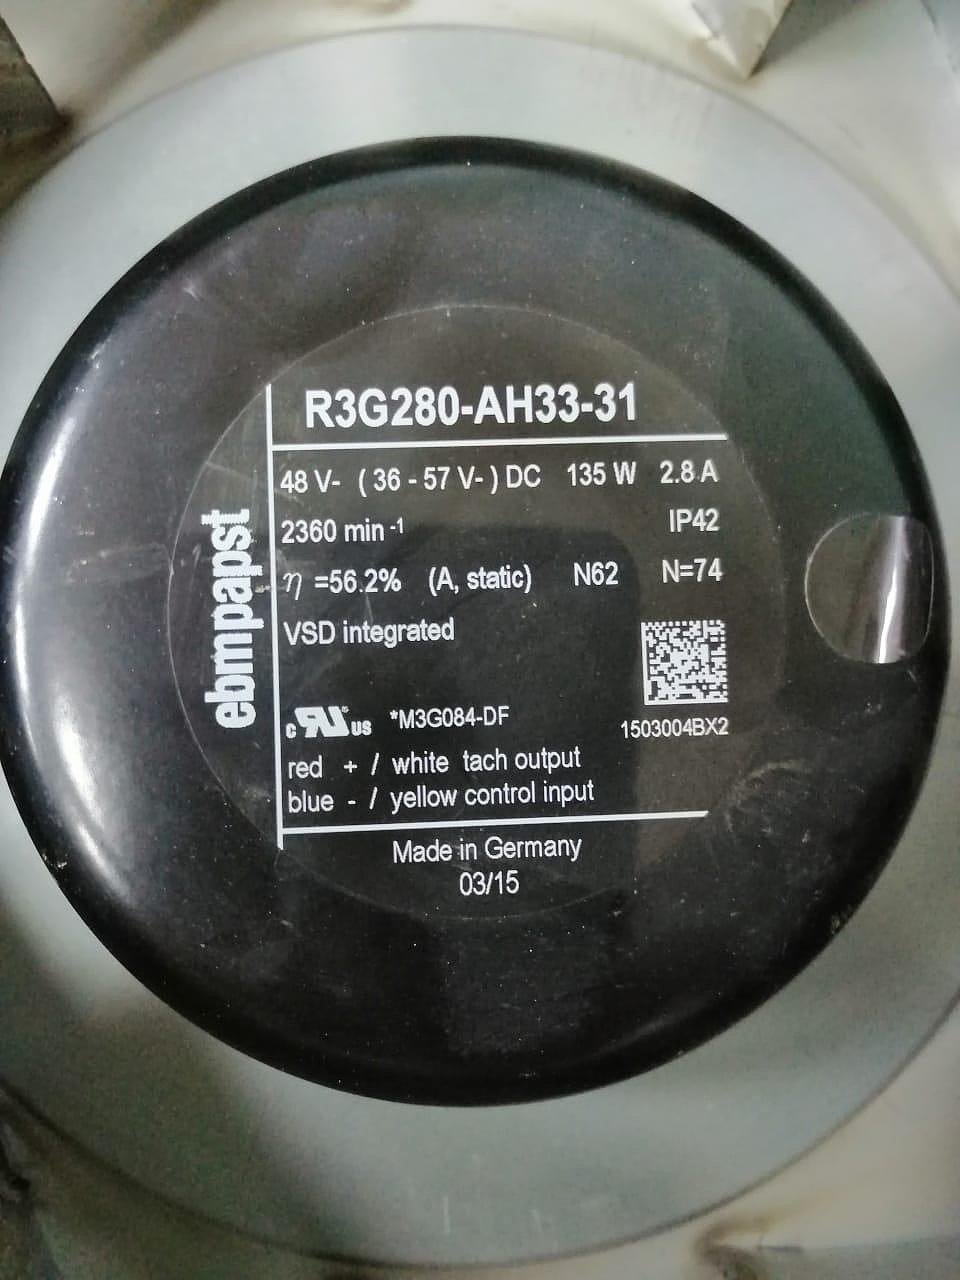 R3G280-AH33-31
48 V- ( 36 - 57 V- ) DC 135 W 2.8 A
2360 min -1 IP42
η =56.2% (A, static) N62 N=74
VSD integrated
ebmpapst
c RU us *M3G084-DF 1503004BX2
red + / white tach output
blue - / yellow control input
Made in Germany
03/15